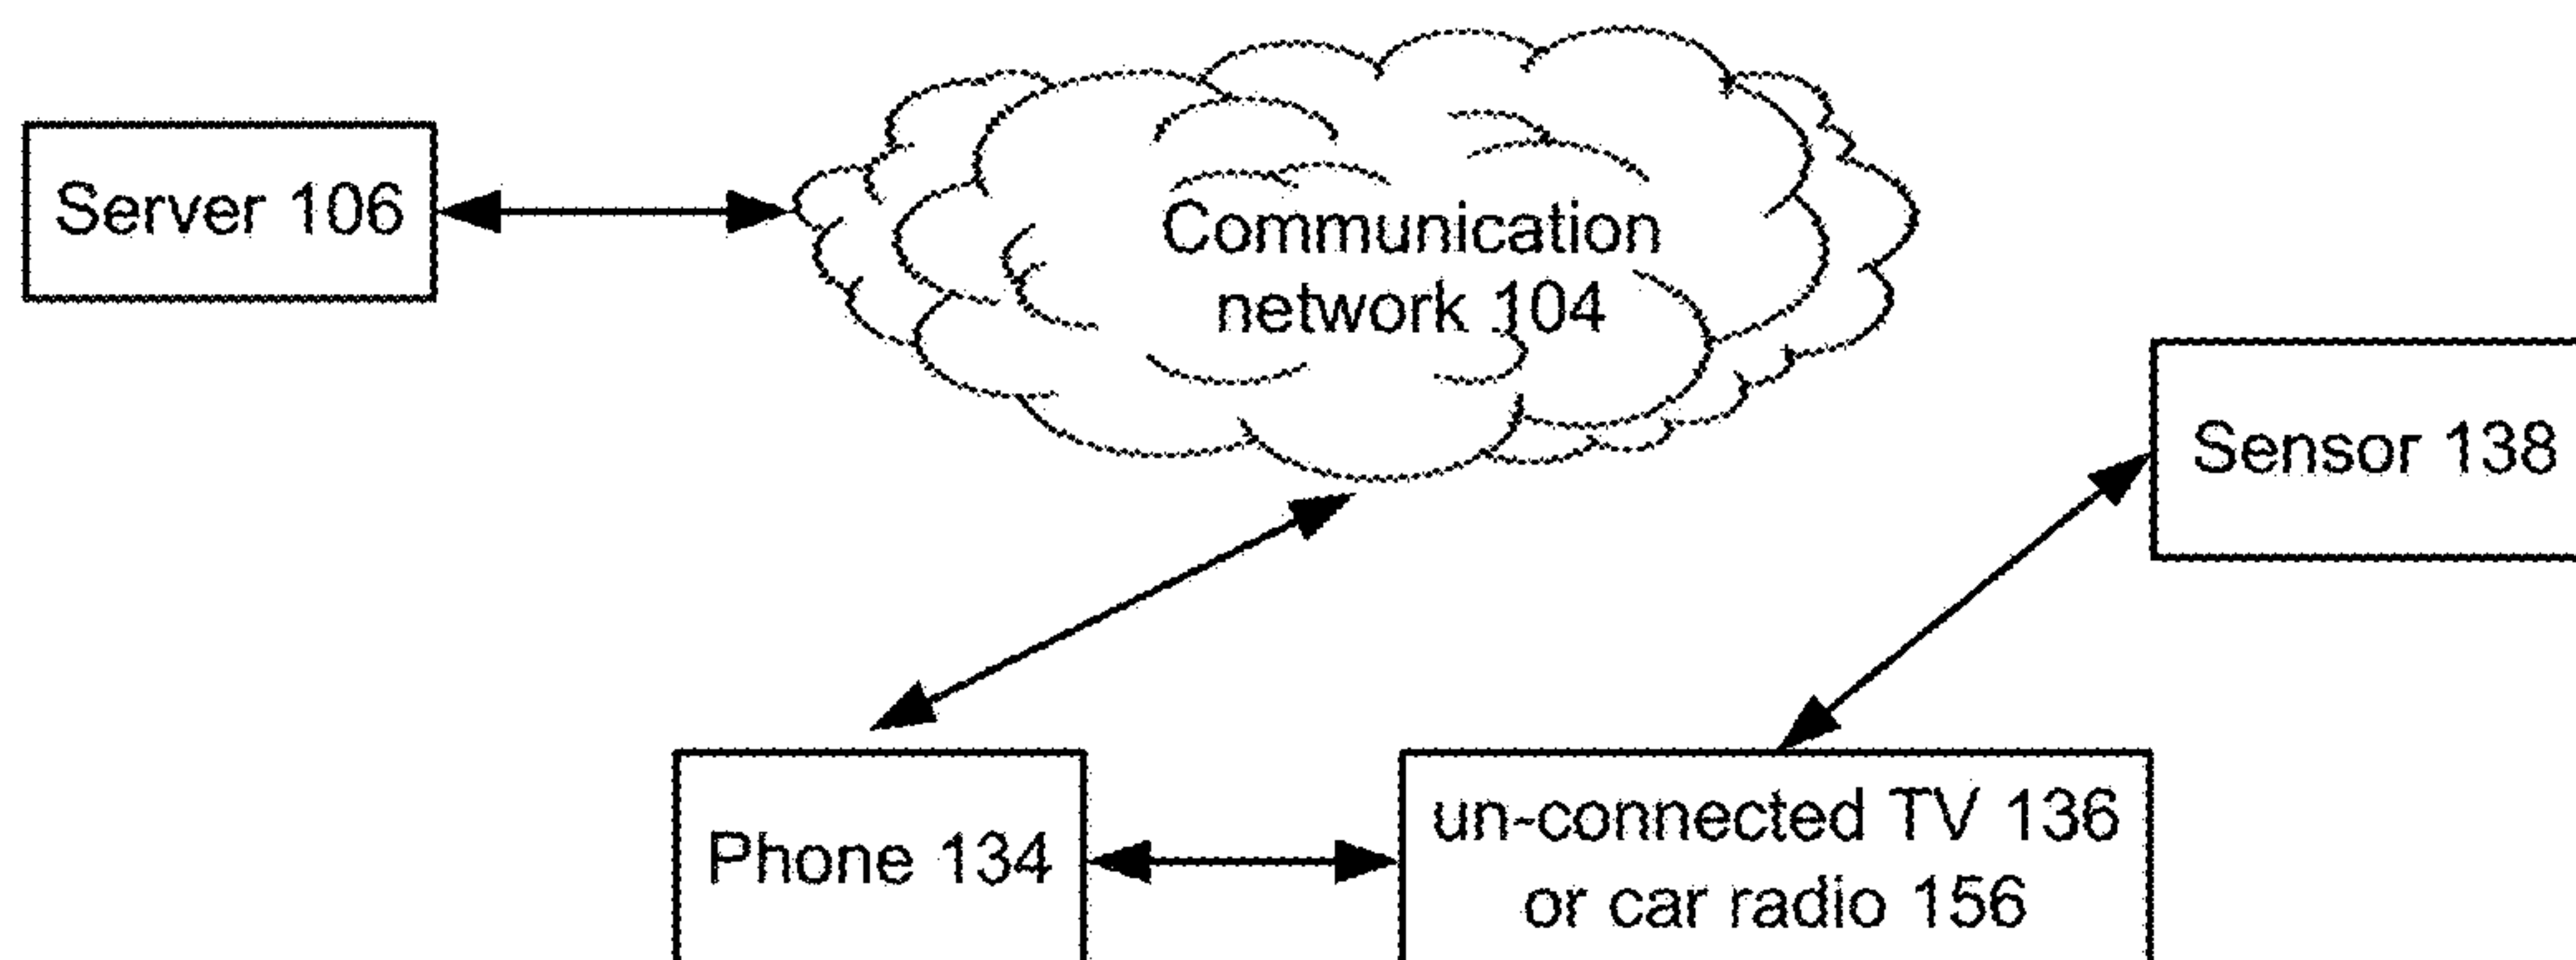 Server 106
Communication
network 104
Sensor 138
Phone 134
un-connected TV 136
or car radio 156